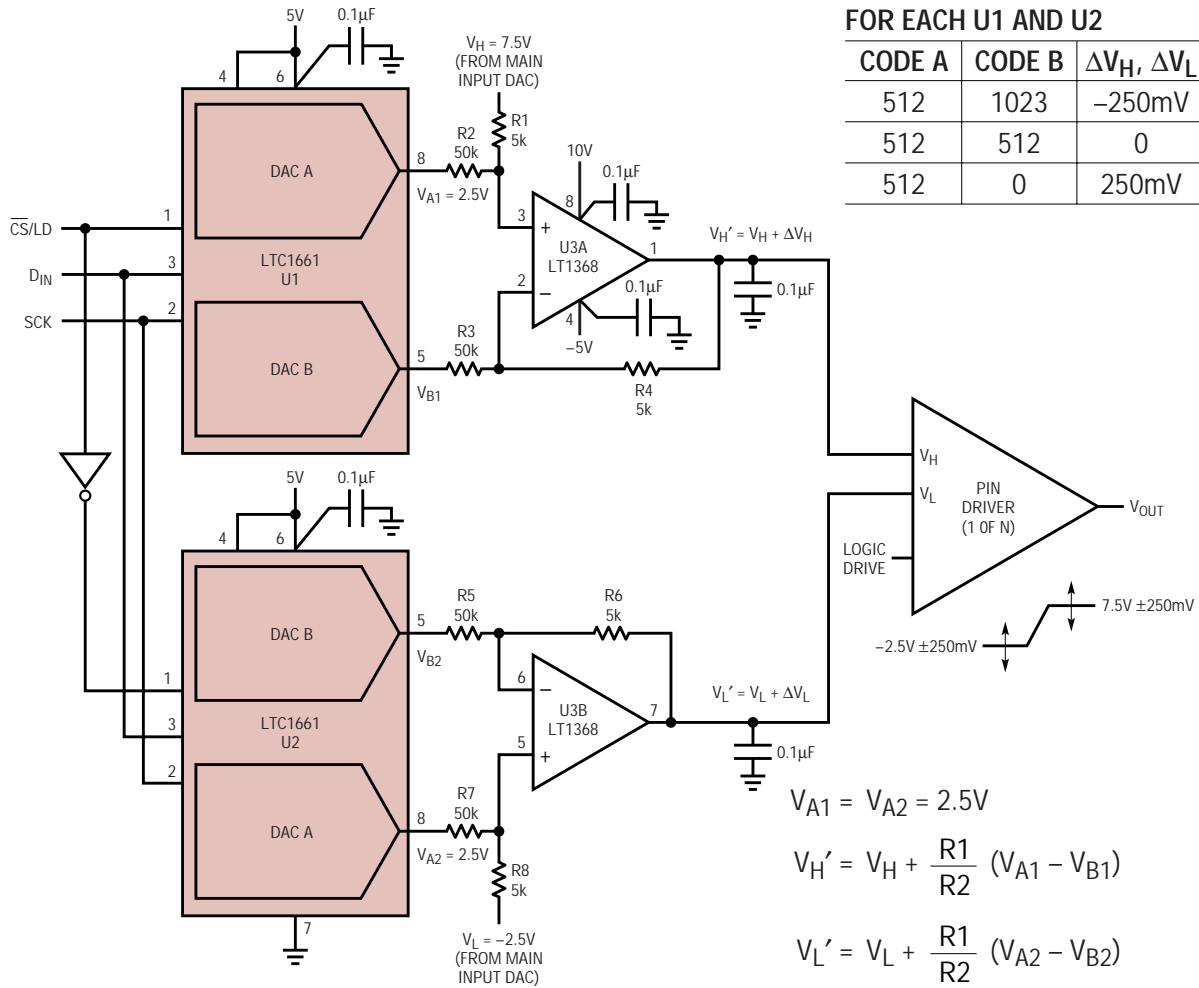 5V
0.1µF
4
6
DAC A
8
R2
50k
V_A1 = 2.5V
V_H = 7.5V
(FROM MAIN
INPUT DAC)
R1
5k
CS/LD
D_IN
SCK
1
3
2
LTC1661
U1
DAC B
5
V_B1
R3
50k
10V
8
0.1µF
3
+
2
–
U3A
LT1368
1
4
0.1µF
–5V
R4
5k
V_H′ = V_H + ΔV_H
0.1µF
FOR EACH U1 AND U2
CODE A CODE B ΔV_H, ΔV_L
512 1023 –250mV
512 512 0
512 0 250mV
V_H
V_L
PIN
DRIVER
(1 OF N)
V_OUT
LOGIC
DRIVE
7.5V ±250mV
–2.5V ±250mV
5V
0.1µF
4
6
DAC B
5
V_B2
R5
50k
R6
5k
1
3
2
LTC1661
U2
DAC A
8
R7
50k
V_A2 = 2.5V
6
–
5
+
U3B
LT1368
7
V_L′ = V_L + ΔV_L
0.1µF
R8
5k
7
V_L = –2.5V
(FROM MAIN
INPUT DAC)
V_A1 = V_A2 = 2.5V
V_H′ = V_H + R1/R2 (V_A1 – V_B1)
V_L′ = V_L + R1/R2 (V_A2 – V_B2)